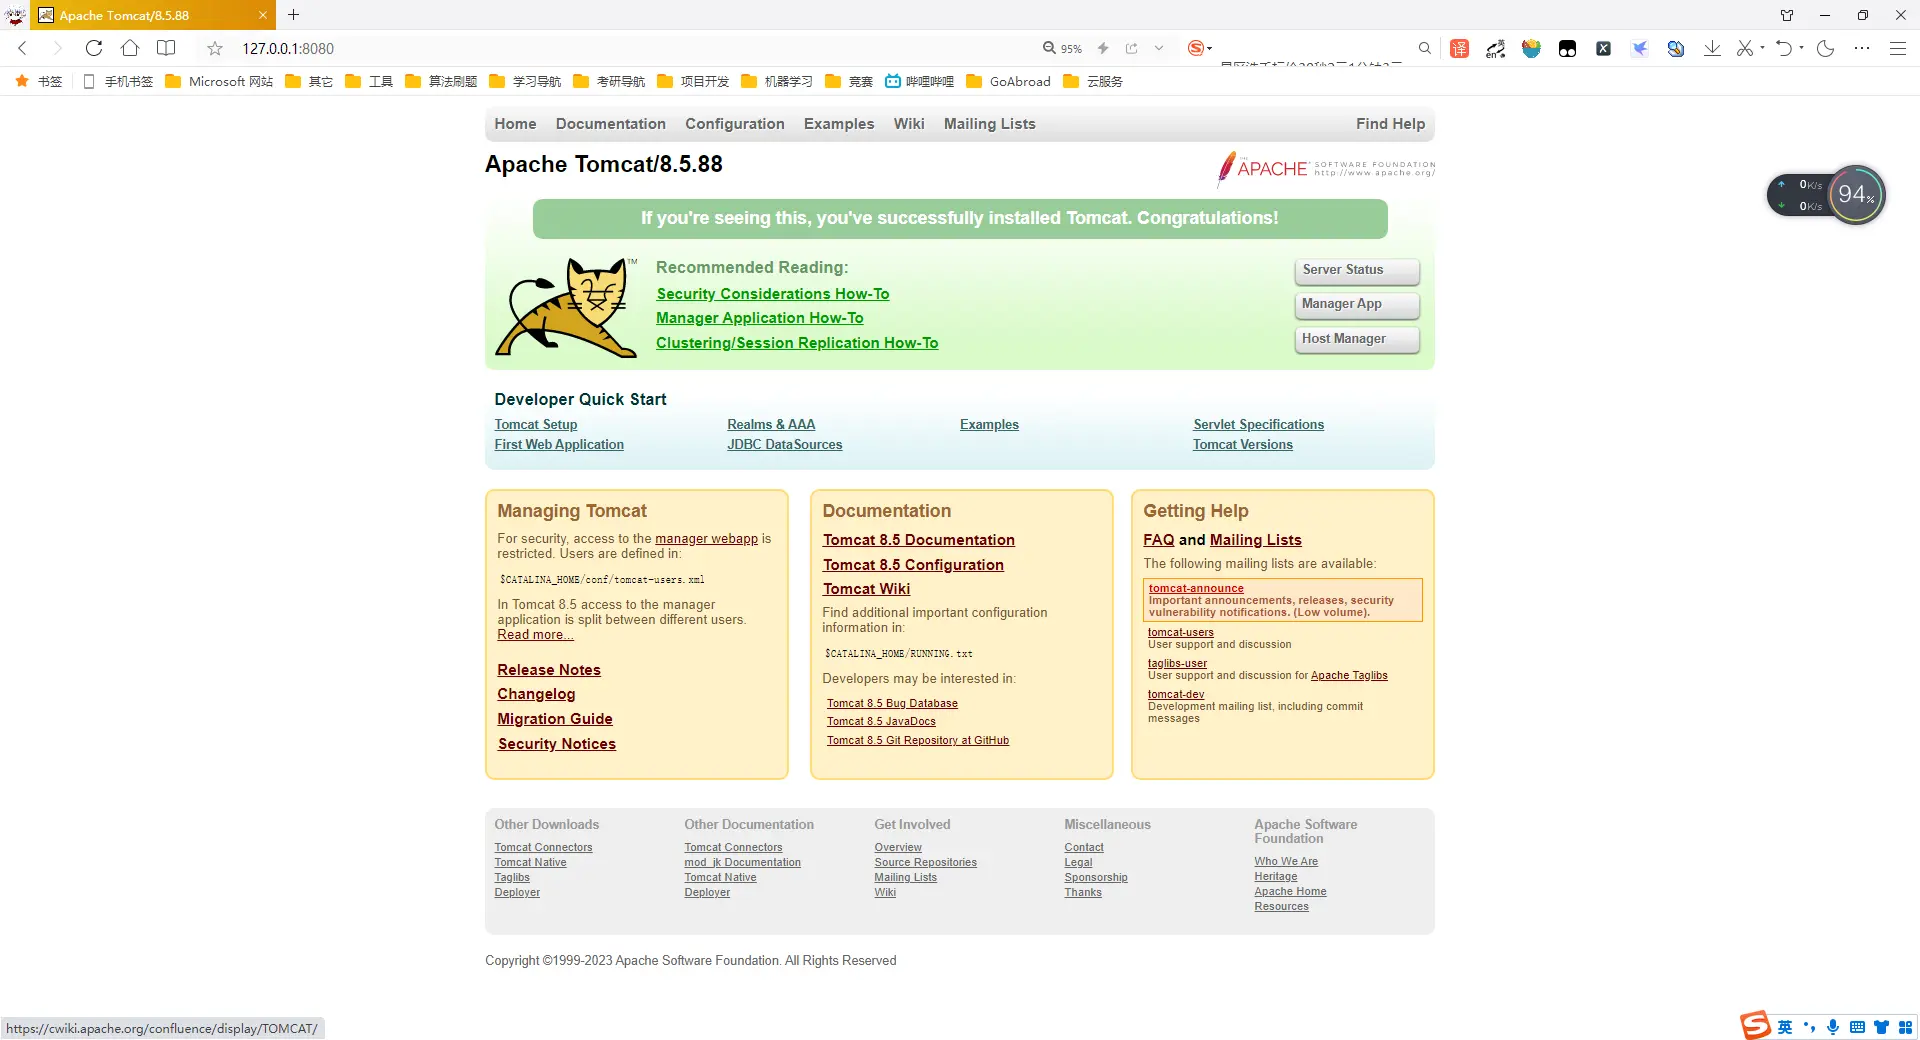 Apache Tomcat/8.5.88
127.0.0.1:8080
95%
书签 手机书签 Microsoft 网站 其它 工具 算法刷题 学习导航 考研导航 项目开发 机器学习 竞赛 哔哩哔哩 GoAbroad 云服务
Home Documentation Configuration Examples Wiki Mailing Lists Find Help
Apache Tomcat/8.5.88
THE APACHE SOFTWARE FOUNDATION
http://www.apache.org/
0K/s
0K/s
94%
If you're seeing this, you've successfully installed Tomcat. Congratulations!
TM
Recommended Reading:
Security Considerations How-To
Manager Application How-To
Clustering/Session Replication How-To
Server Status
Manager App
Host Manager
Developer Quick Start
Tomcat Setup
First Web Application
Realms & AAA
JDBC DataSources
Examples
Servlet Specifications
Tomcat Versions
Managing Tomcat
For security, access to the manager webapp is
restricted. Users are defined in:
$CATALINA_HOME/conf/tomcat-users.xml
In Tomcat 8.5 access to the manager
application is split between different users.
Read more...
Release Notes
Changelog
Migration Guide
Security Notices
Documentation
Tomcat 8.5 Documentation
Tomcat 8.5 Configuration
Tomcat Wiki
Find additional important configuration
information in:
$CATALINA_HOME/RUNNING.txt
Developers may be interested in:
Tomcat 8.5 Bug Database
Tomcat 8.5 JavaDocs
Tomcat 8.5 Git Repository at GitHub
Getting Help
FAQ and Mailing Lists
The following mailing lists are available:
tomcat-announce
Important announcements, releases, security
vulnerability notifications. (Low volume).
tomcat-users
User support and discussion
taglibs-user
User support and discussion for Apache Taglibs
tomcat-dev
Development mailing list, including commit
messages
Other Downloads
Tomcat Connectors
Tomcat Native
Taglibs
Deployer
Other Documentation
Tomcat Connectors
mod_jk Documentation
Tomcat Native
Deployer
Get Involved
Overview
Source Repositories
Mailing Lists
Wiki
Miscellaneous
Contact
Legal
Sponsorship
Thanks
Apache Software
Foundation
Who We Are
Heritage
Apache Home
Resources
Copyright ©1999-2023 Apache Software Foundation. All Rights Reserved
https://cwiki.apache.org/confluence/display/TOMCAT/
英